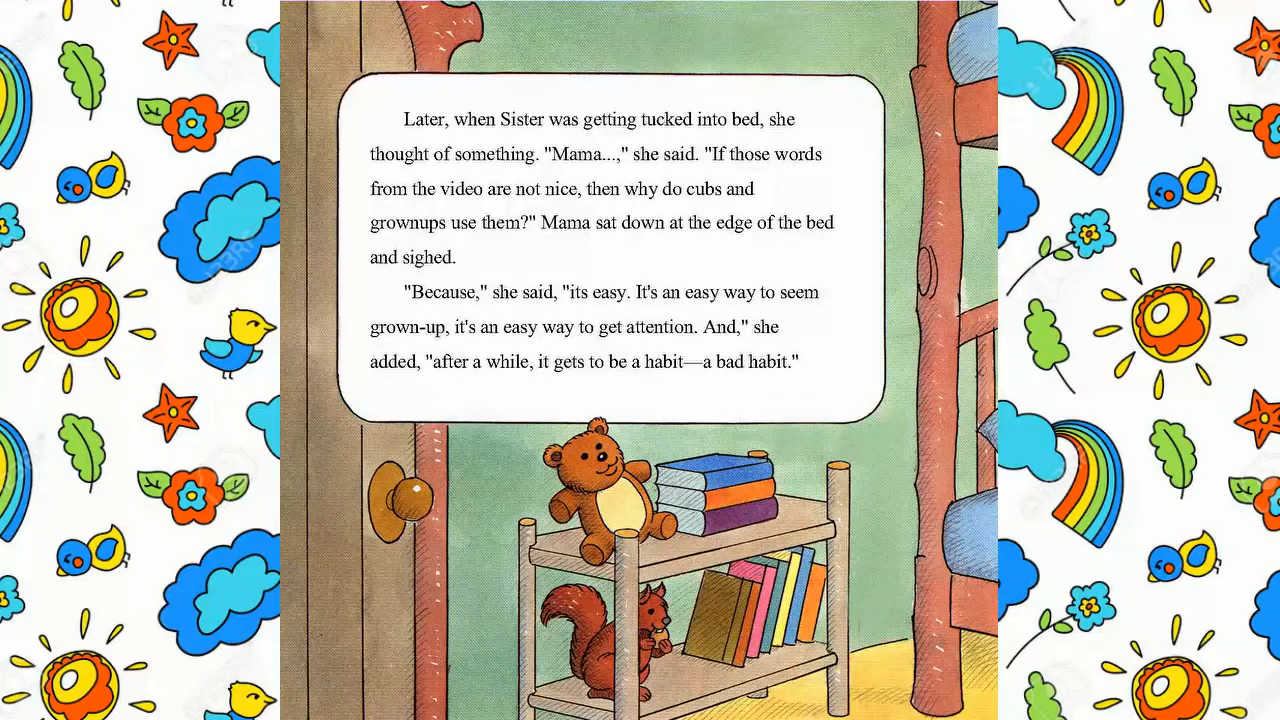 Later, when Sister was getting tucked into bed, she
thought of something. "Mama...," she said. "If those words
from the video are not nice, then why do cubs and
grownups use them?" Mama sat down at the edge of the bed
and sighed.
"Because," she said, "its easy. It's an easy way to seem
grown-up, it's an easy way to get attention. And," she
added, "after a while, it gets to be a habit—a bad habit."